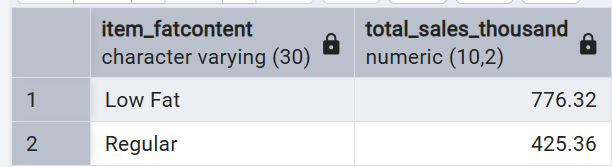 item_fatcontent total_sales_thousand
character varying (30) numeric (10,2)
1 Low Fat 776.32
2 Regular 425.36